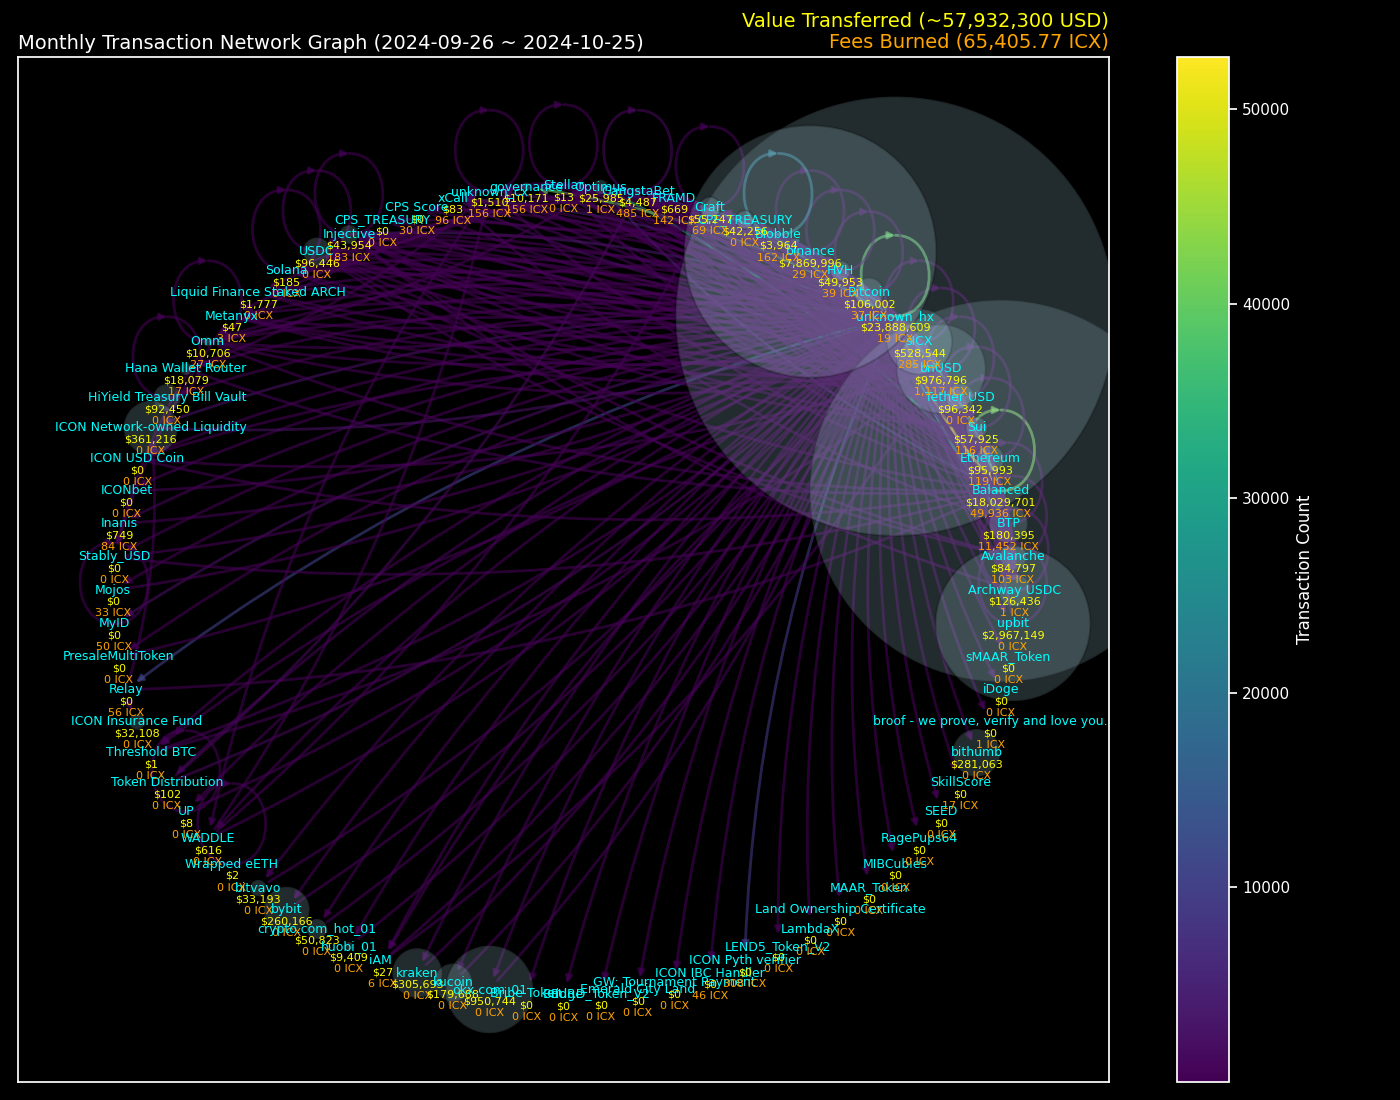 Value Transferred (~57,932,300 USD)
Monthly Transaction Network Graph (2024-09-26 ~ 2024-10-25)
Fees Burned (65,405.77 ICX)
Stellar
$13
0 ICX
governance
$10,171
156 ICX
Optimus
$25,985
1 ICX
$1,510
156 ICX
GangstaBet
$4,487
485 ICX
xCall
$83
96 ICX
FRAMD
$669
142 ICX
CPS Score
$0
30 ICX
Craft
$55,247
69 ICX
CPS_TREASURY
$0
0 ICX
TREASURY
$42,256
0 ICX
Injective
$43,954
183 ICX
Blobble
$3,964
162 ICX
USDC
$96,446
0 ICX
binance
$7,869,996
29 ICX
Solana
$185
HVH
$49,953
39 ICX
Liquid Finance Staked ARCH
$1,777
0 ICX
Bitcoin
$106,002
37 ICX
Metanyx
$47
unknown_hx
$23,888,609
19 ICX
Omm
$10,706
27 ICX
sICX
$528,544
285 ICX
Hana Wallet Router
$18,079
17 ICX
bnUSD
$976,796
1,117 ICX
HiYield Treasury Bill Vault
$92,450
0 ICX
Tether USD
$96,342
0 ICX
ICON Network-owned Liquidity
$361,216
0 ICX
Sui
$57,925
116 ICX
ICON USD Coin
$0
0 ICX
Ethereum
$95,993
119 ICX
ICONbet
$0
0 ICX
Balanced
$18,029,701
49,936 ICX
Inanis
$749
84 ICX
BTP
$180,395
11,452 ICX
Stably_USD
$0
0 ICX
Avalanche
$84,797
103 ICX
Mojos
$0
33 ICX
Archway USDC
$126,436
1 ICX
MyID
$0
50 ICX
upbit
$2,967,149
0 ICX
PresaleMultiToken
$0
0 ICX
sMAAR_Token
$0
0 ICX
Relay
$0
56 ICX
iDoge
$0
0 ICX
ICON Insurance Fund
$32,108
0 ICX
broof - we prove, verify and love you.
$0
1 ICX
Threshold BTC
$1
0 ICX
bithumb
$281,063
0 ICX
Token Distribution
$102
0 ICX
SkillScore
$0
17 ICX
UP
$8
0 ICX
SEED
$0
0 ICX
WADDLE
$616
0 ICX
RagePups64
$0
0 ICX
Wrapped eETH
$2
0 ICX
MIBCubies
$0
0 ICX
bitvavo
$33,193
0 ICX
MAAR_Token
$0
0 ICX
bybit
$260,166
0 ICX
Land Ownership Certificate
$0
0 ICX
crypto.com_hot_01
$50,823
0 ICX
LambdaX
$0
0 ICX
huobi_01
$9,409
0 ICX
LEND5_Token_v2
$0
0 ICX
iAM
$27
6 ICX
ICON Pyth verifier
$0
ICX
kraken
$305,693
0 ICX
ICON IBC Handler
$0
46 ICX
kucoin
$179,688
0 ICX
GW: Tournament Payment
$0
0 ICX
$950,744
0 ICX
Emerald City Land
$0
0 ICX
Bribe Token
$0
0 ICX
$0
0 ICX
$0
0 ICX
50000
40000
30000
20000
10000
Transaction Count